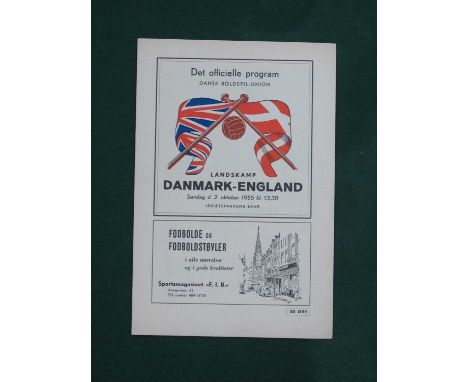 Det officielle program
DANSK BOLDSPIL-UNION
LANDSKAMP
DANMARK-ENGLAND
Søndag d. 2. oktober 1955 kl. 13,30
IDRÆTSPARKENS BANE
FODBOLDE OG
FODBOLDSTØVLER
i alle størrelser
og i gode kvaliteter
Sportsmagasinet »F. I. B.«
50 ØRE